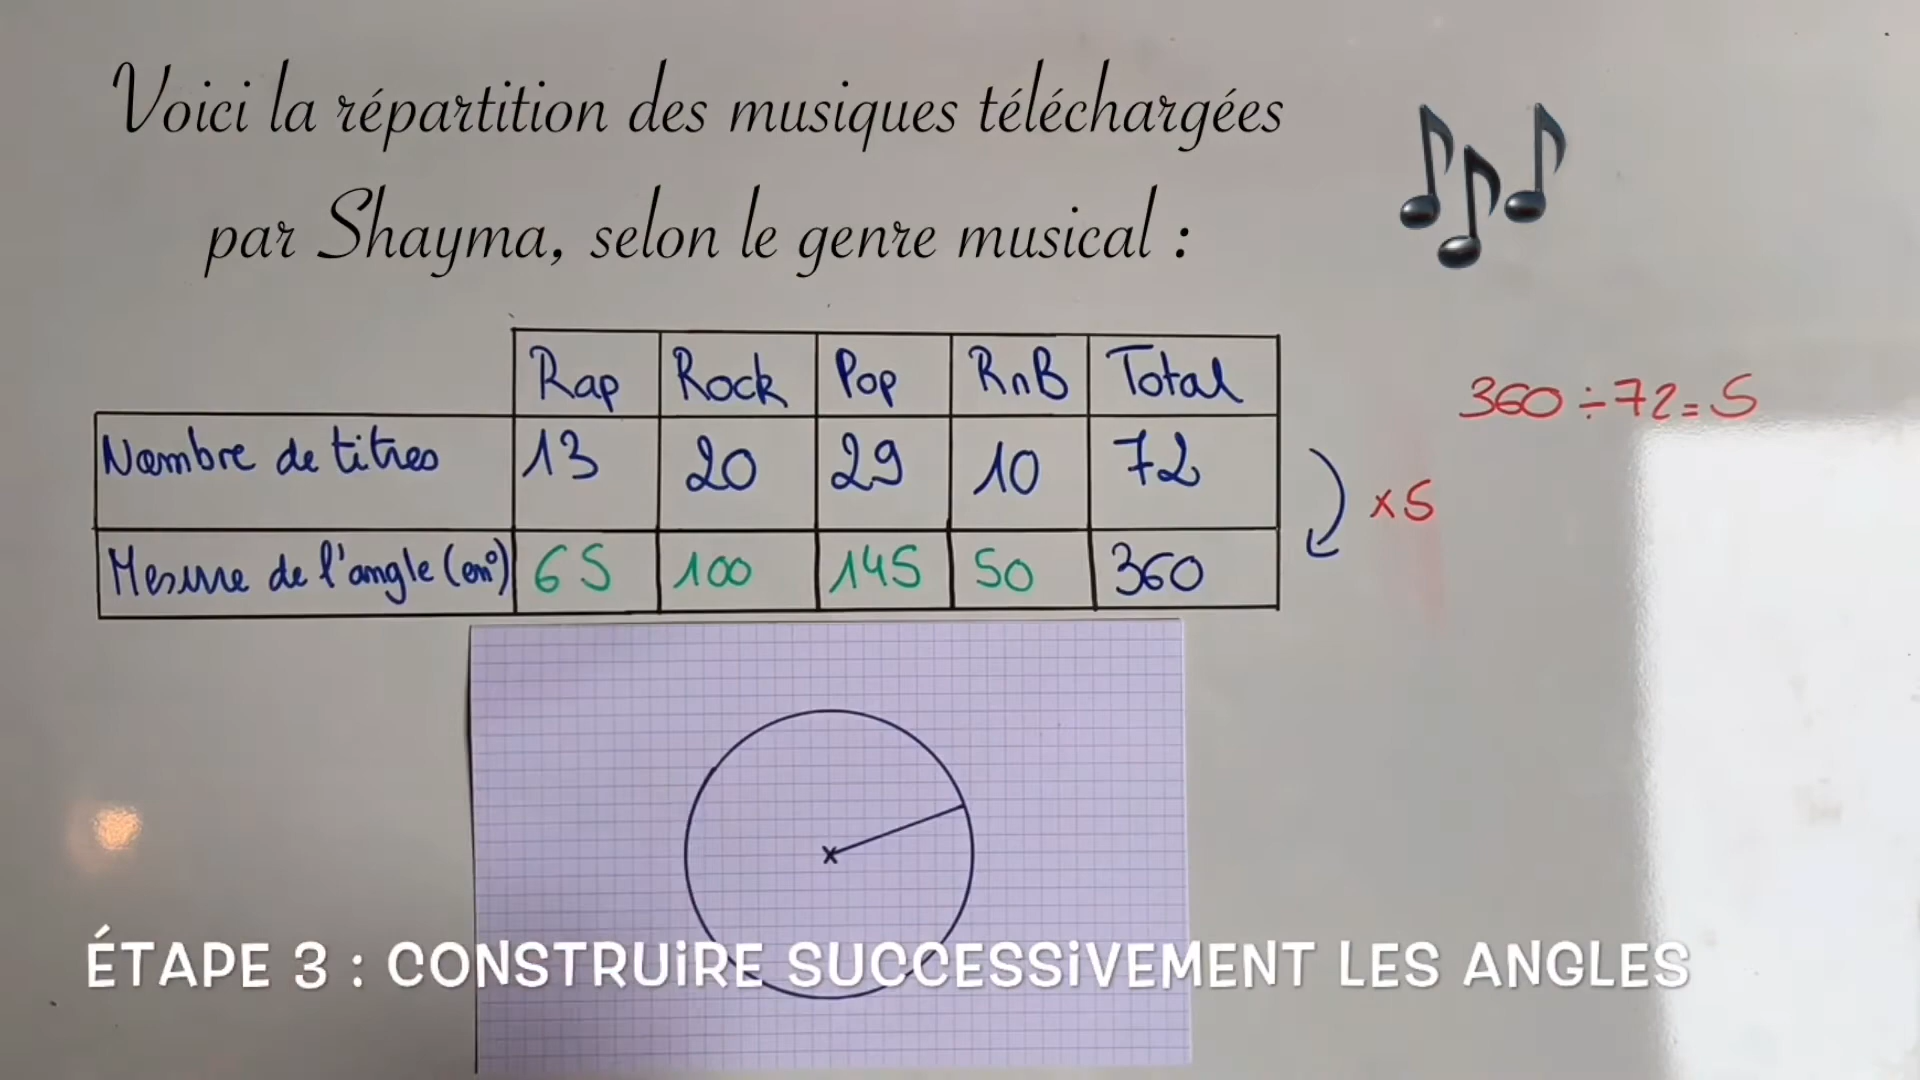 Voici la répartition des musiques téléchargées
par Shayma, selon le genre musical :
Rap Rock Pop RnB Total
360 ÷ 72 = 5
Nombre de titres 13 20 29 10 72
×5
Mesure de l'angle (en °) 65 100 145 50 360
ÉTAPE 3 : CONSTRUIRE SUCCESSIVEMENT LES ANGLES